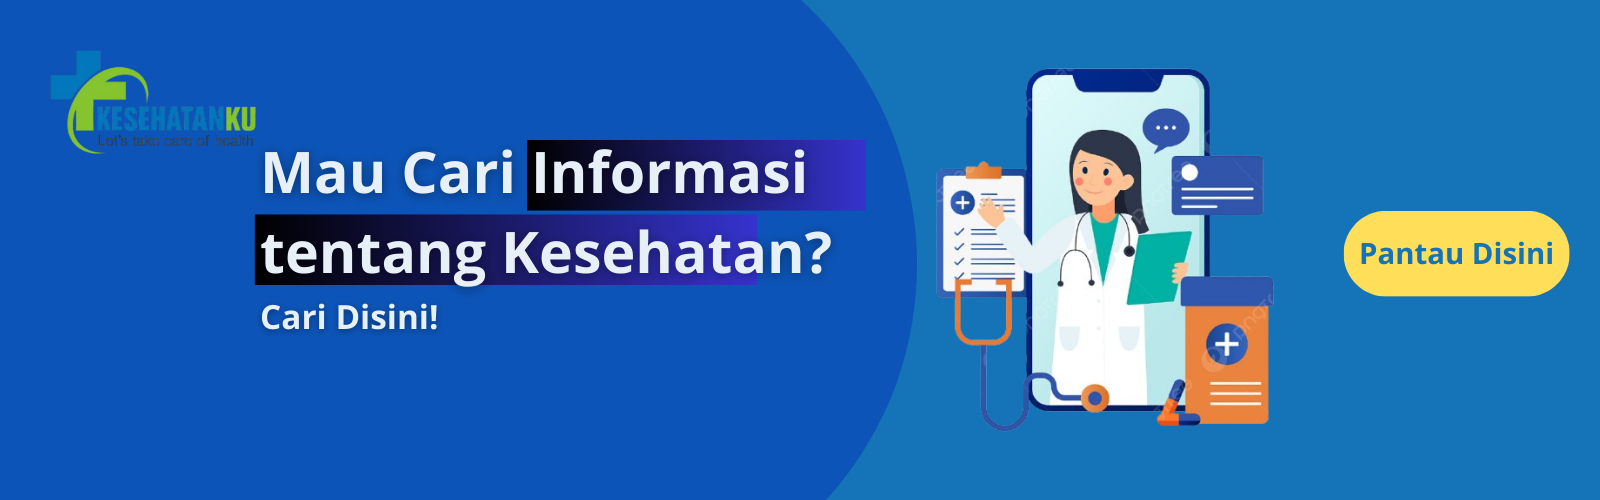 KESEHATANKU
Let's take care of health
Mau Cari Informasi
tentang Kesehatan?
Cari Disini!
Pantau Disini